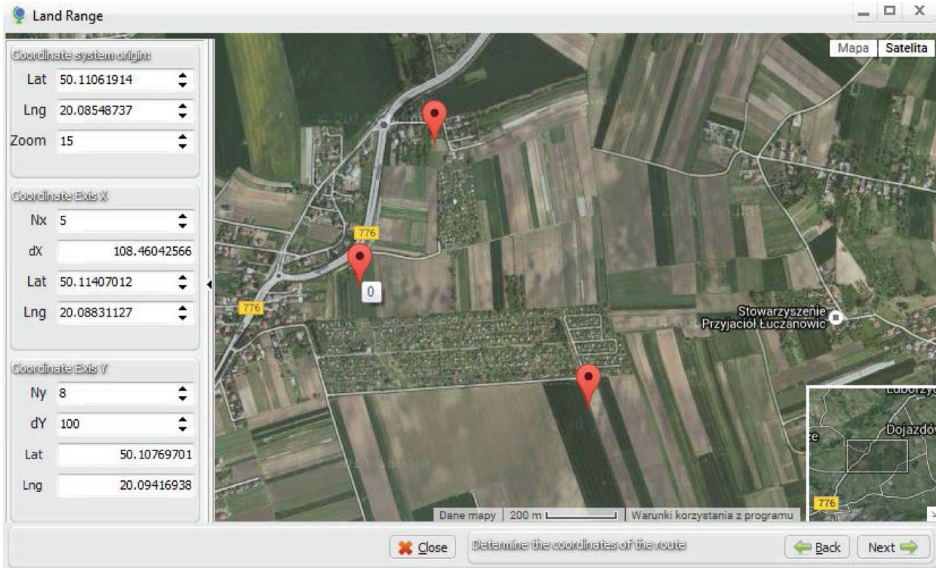 Land Range
Coordinate system origin:
Lat 50.11061914
Lng 20.08548737
Zoom 15
Coordinate Exis X
Nx 5
dX 108.46042566
Lat 50.11407012
Lng 20.08831127
Coordinate Exis Y
Ny 8
dY 100
Lat 50.10769701
Lng 20.09416938
Mapa Satelita
776
0
776
Stowarzyszenie
Przyjaciół Łuczanowic
Dojazdów
776
Dane mapy 200 m Warunki korzystania z programu
Close
Determine the coordinates of the route
Back
Next